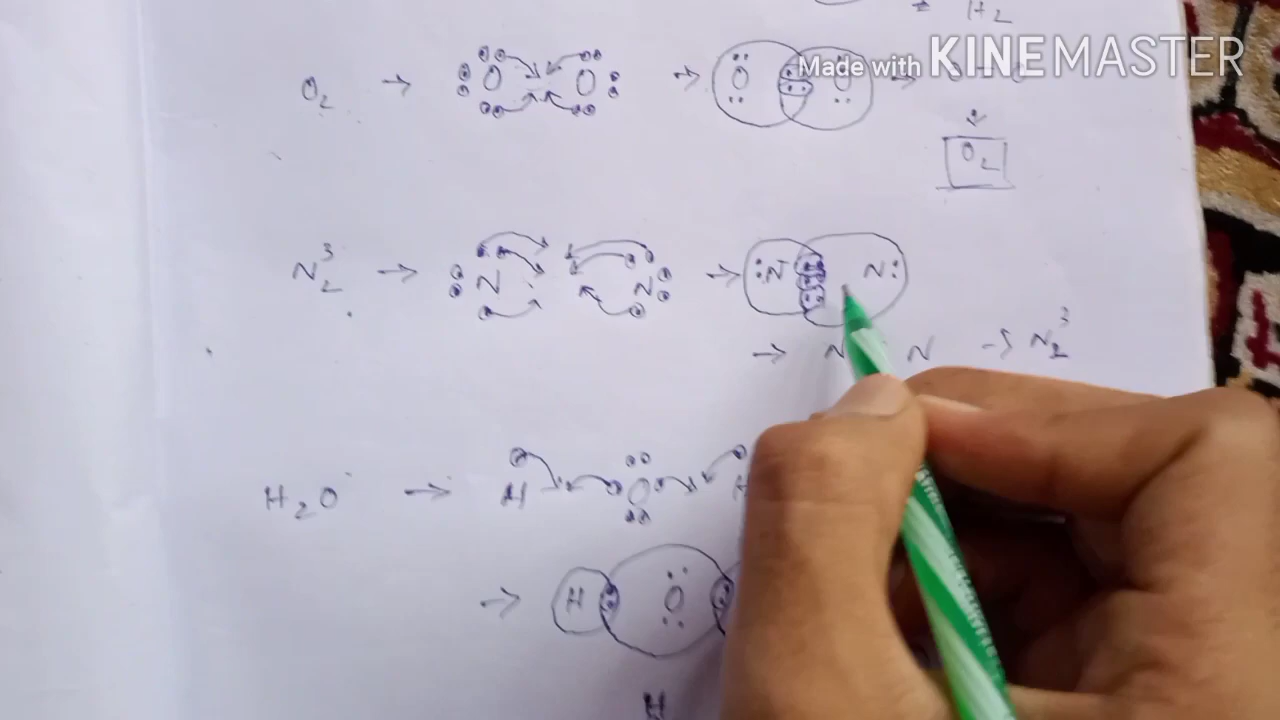 H₂
O₂ → O O → O O →
Made with KINEMASTER
O₂
N₂³ → N N → N N
→ N N → N₂³
H₂O → H O H
→ H O
H